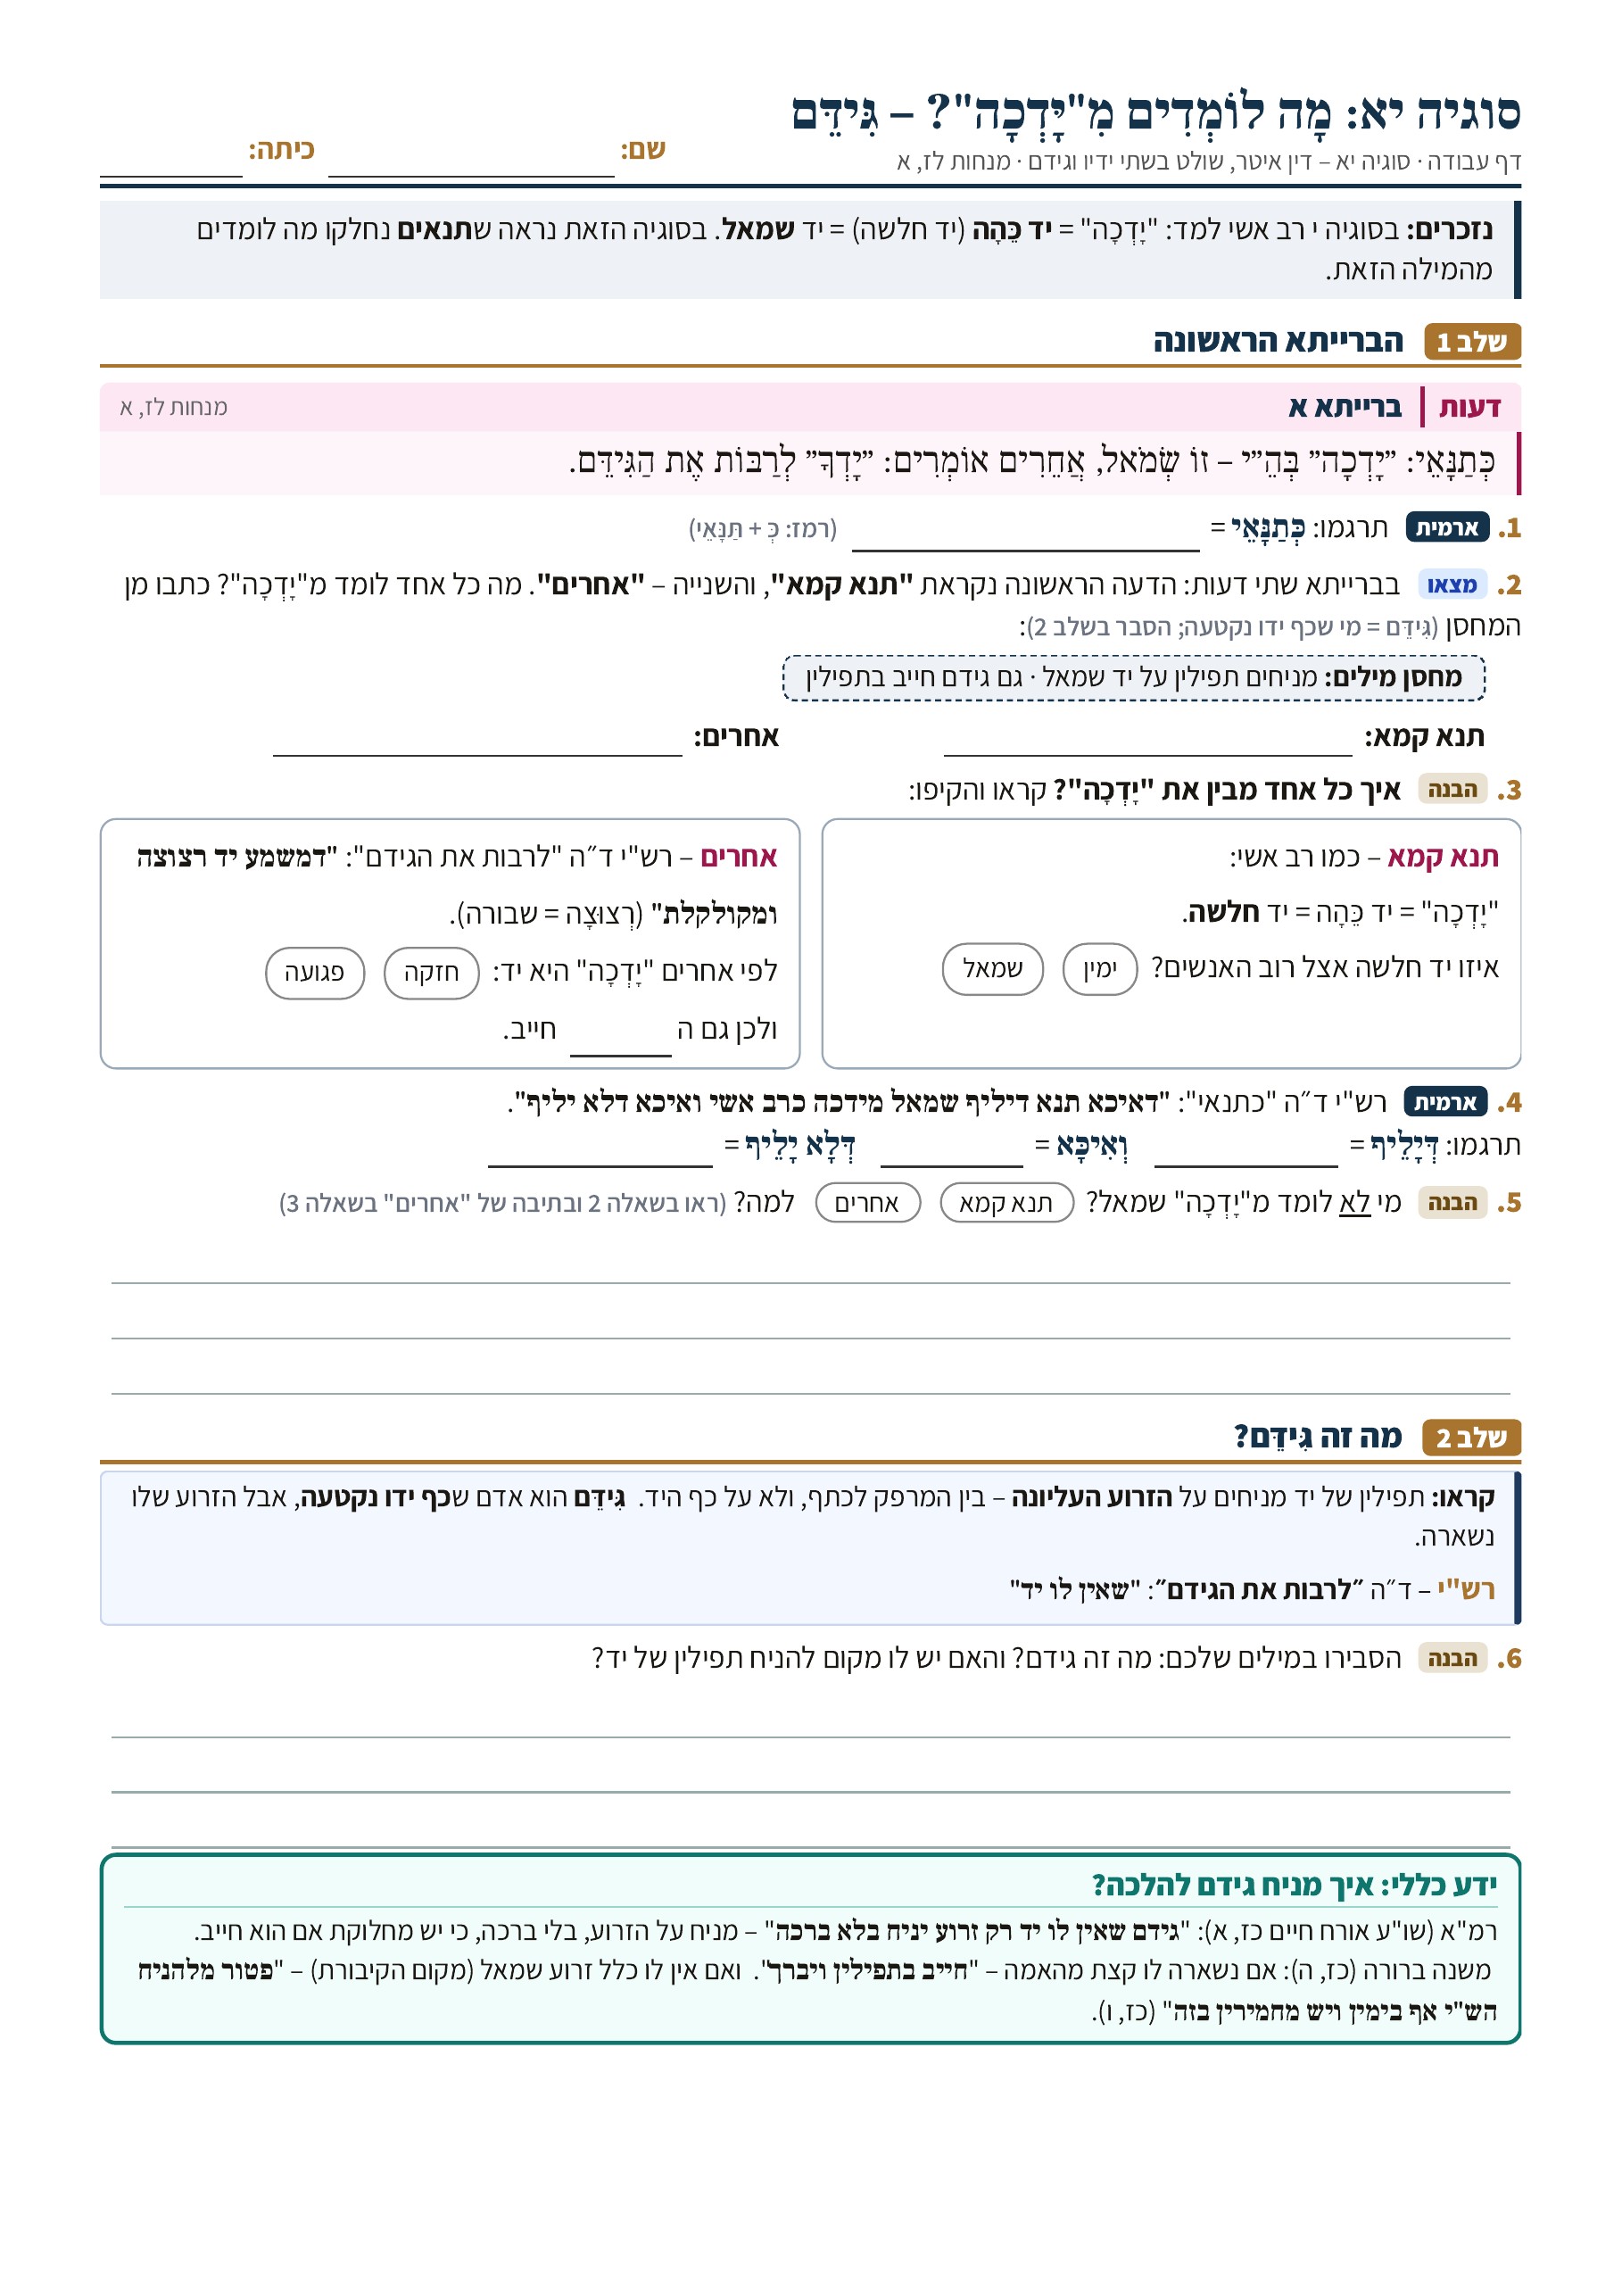 סוגיה יא: מָה לוֹמְדִים מִ"יָּדְכָה"? – גִּידֵּם
שם: כיתה:
דף עבודה · סוגיה יא – דין איטר, שולט בשתי ידיו וגידם · מנחות לז, א
נזכרים: בסוגיה י רב אשי למד: "יָדְכָה" = יד כֵּהָה (יד חלשה) = יד שמאל. בסוגיה הזאת נראה שתנאים נחלקו מה לומדים
מהמילה הזאת.
שלב 1 הברייתא הראשונה
דעות ברייתא א מנחות לז, א
כְּתַנָּאֵי: ״יָדְכָה״ בְּהֵ״י – זוֹ שְׂמֹאל, אֲחֵרִים אוֹמְרִים: ״יָדְךָ״ לְרַבּוֹת אֶת הַגִּידֵּם.
1. ארמית תרגמו: כְּתַנָּאֵי = (רמז: כְּ + תַּנָּאֵי)
2. מצאו בברייתא שתי דעות: הדעה הראשונה נקראת "תנא קמא", והשנייה – "אחרים". מה כל אחד לומד מ"יָדְכָה"? כתבו מן
המחסן (גִּידֵּם = מי שכף ידו נקטעה; הסבר בשלב 2):
מחסן מילים: מניחים תפילין על יד שמאל · גם גידם חייב בתפילין
תנא קמא: אחרים:
3. הבנה איך כל אחד מבין את "יָדְכָה"? קראו והקיפו:
תנא קמא – כמו רב אשי:
"יָדְכָה" = יד כֵּהָה = יד חלשה.
איזו יד חלשה אצל רוב האנשים? ימין שמאל
אחרים – רש"י ד״ה "לרבות את הגידם": "דמשמע יד רצוצה
ומקולקלת" (רְצוּצָה = שבורה).
לפי אחרים "יָדְכָה" היא יד: חזקה פגועה
ולכן גם ה חייב.
4. ארמית רש"י ד״ה "כתנאי": "דאיכא תנא דיליף שמאל מידכה כרב אשי ואיכא דלא יליף".
תרגמו: דְּיָלֵיף = וְאִיכָּא = דְּלָא יָלֵיף =
5. הבנה מי לא לומד מ"יָדְכָה" שמאל? תנא קמא אחרים למה? (ראו בשאלה 2 ובתיבה של "אחרים" בשאלה 3)
שלב 2 מה זה גִּידֵּם?
קראו: תפילין של יד מניחים על הזרוע העליונה – בין המרפק לכתף, ולא על כף היד. גִּידֵּם הוא אדם שכף ידו נקטעה, אבל הזרוע שלו
נשארה.
רש"י – ד״ה ״לרבות את הגידם״: "שאין לו יד"
6. הבנה הסבירו במילים שלכם: מה זה גידם? והאם יש לו מקום להניח תפילין של יד?
ידע כללי: איך מניח גידם להלכה?
רמ"א (שו"ע אורח חיים כז, א): "גידם שאין לו יד רק זרוע יניח בלא ברכה" – מניח על הזרוע, בלי ברכה, כי יש מחלוקת אם הוא חייב.
משנה ברורה (כז, ה): אם נשארה לו קצת מהאמה – "חייב בתפילין ויברך". ואם אין לו כלל זרוע שמאל (מקום הקיבורת) – "פטור מלהניח
הש"י אף בימין ויש מחמירין בזה" (כז, ו).